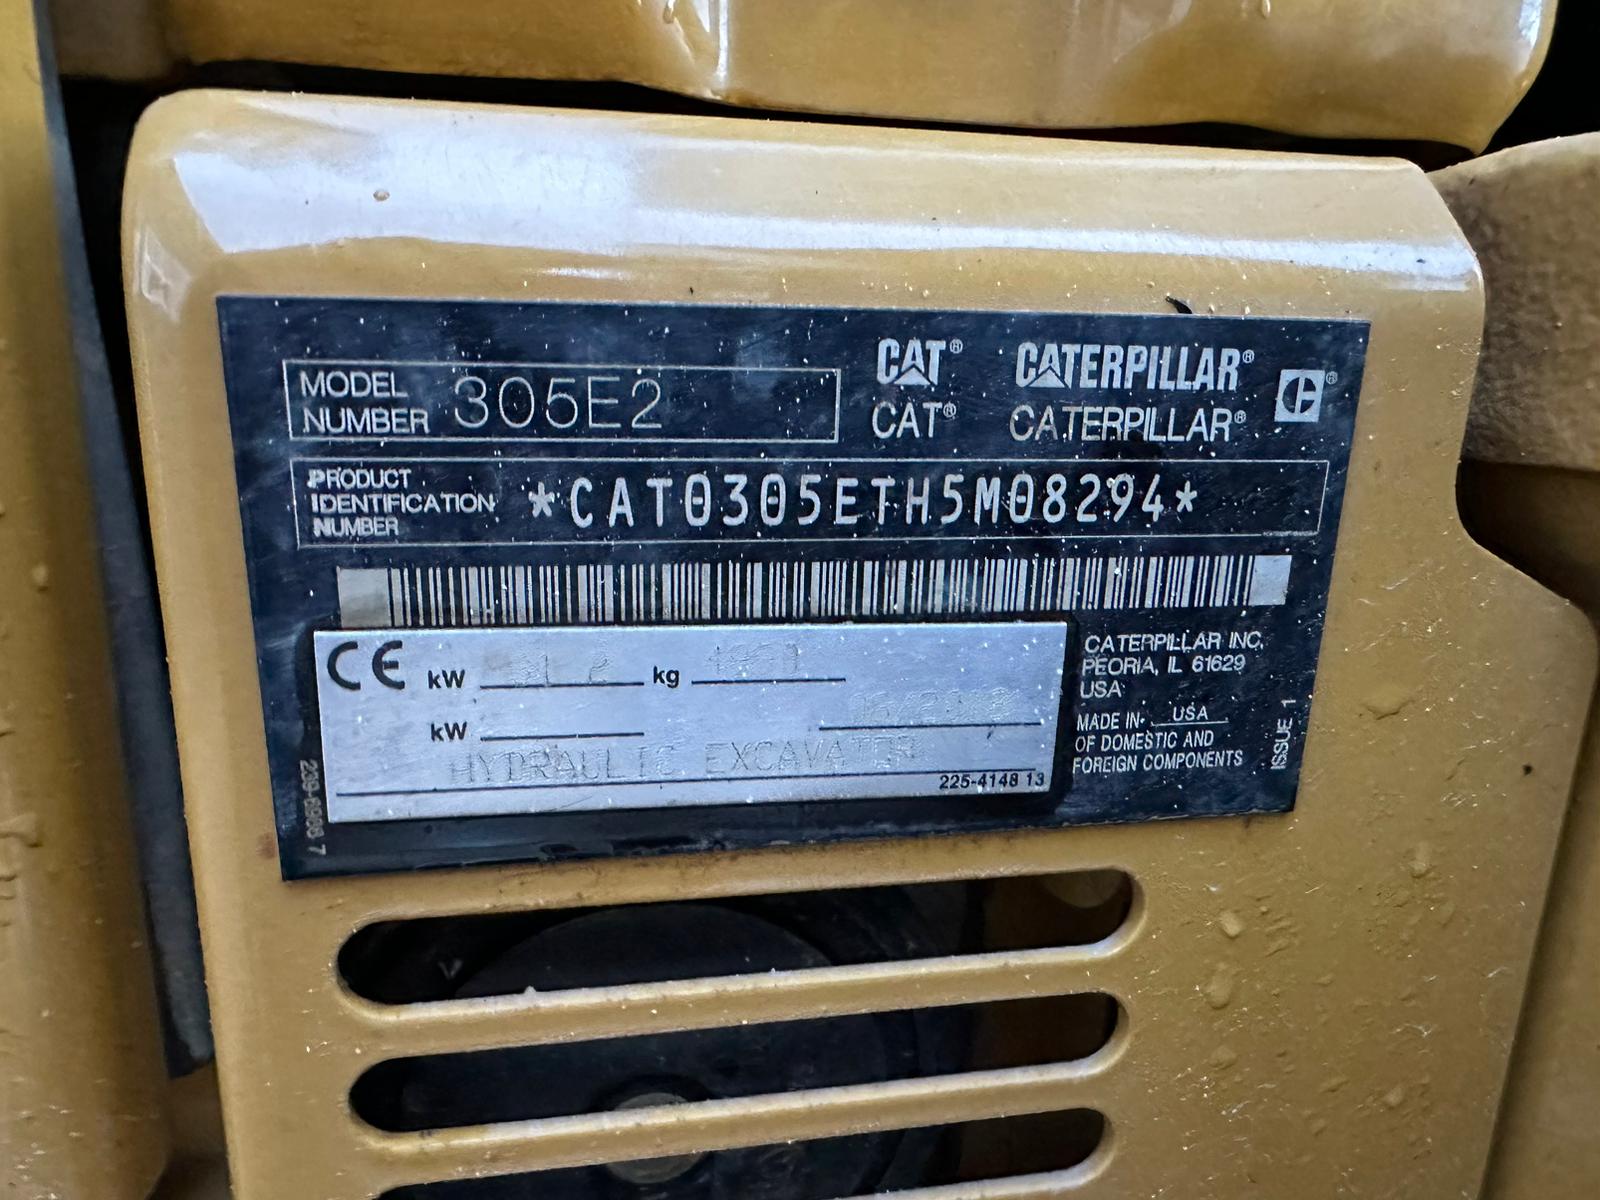 MODEL NUMBER 305E2
CAT® CATERPILLAR® ®
CAT® CATERPILLAR®
PRODUCT IDENTIFICATION NUMBER *CAT0305ETH5M08294*
CE kW kg
kW
HYDRAULIC EXCAVATOR
225-4148 13
CATERPILLAR INC.
PEORIA, IL 61629
USA
MADE IN USA
OF DOMESTIC AND
FOREIGN COMPONENTS
ISSUE 1